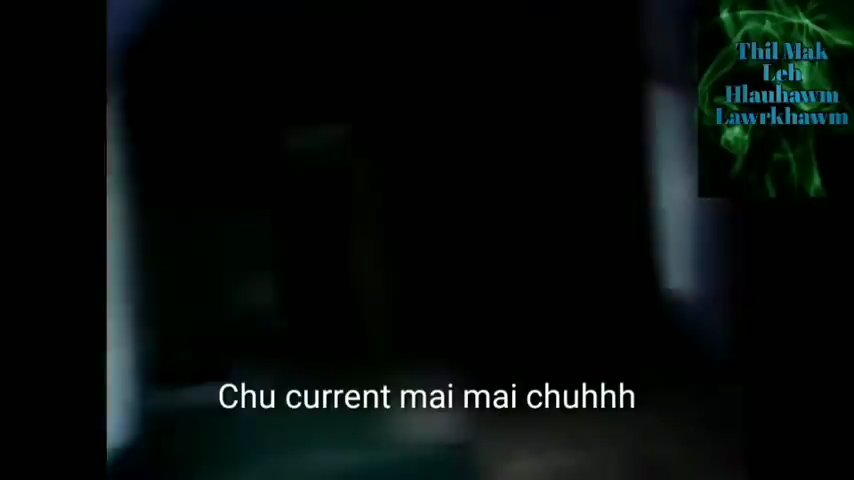 Thil Mak
Leh
Hlauhawm
Lawrkhawm
Chu current mai mai chuhhh